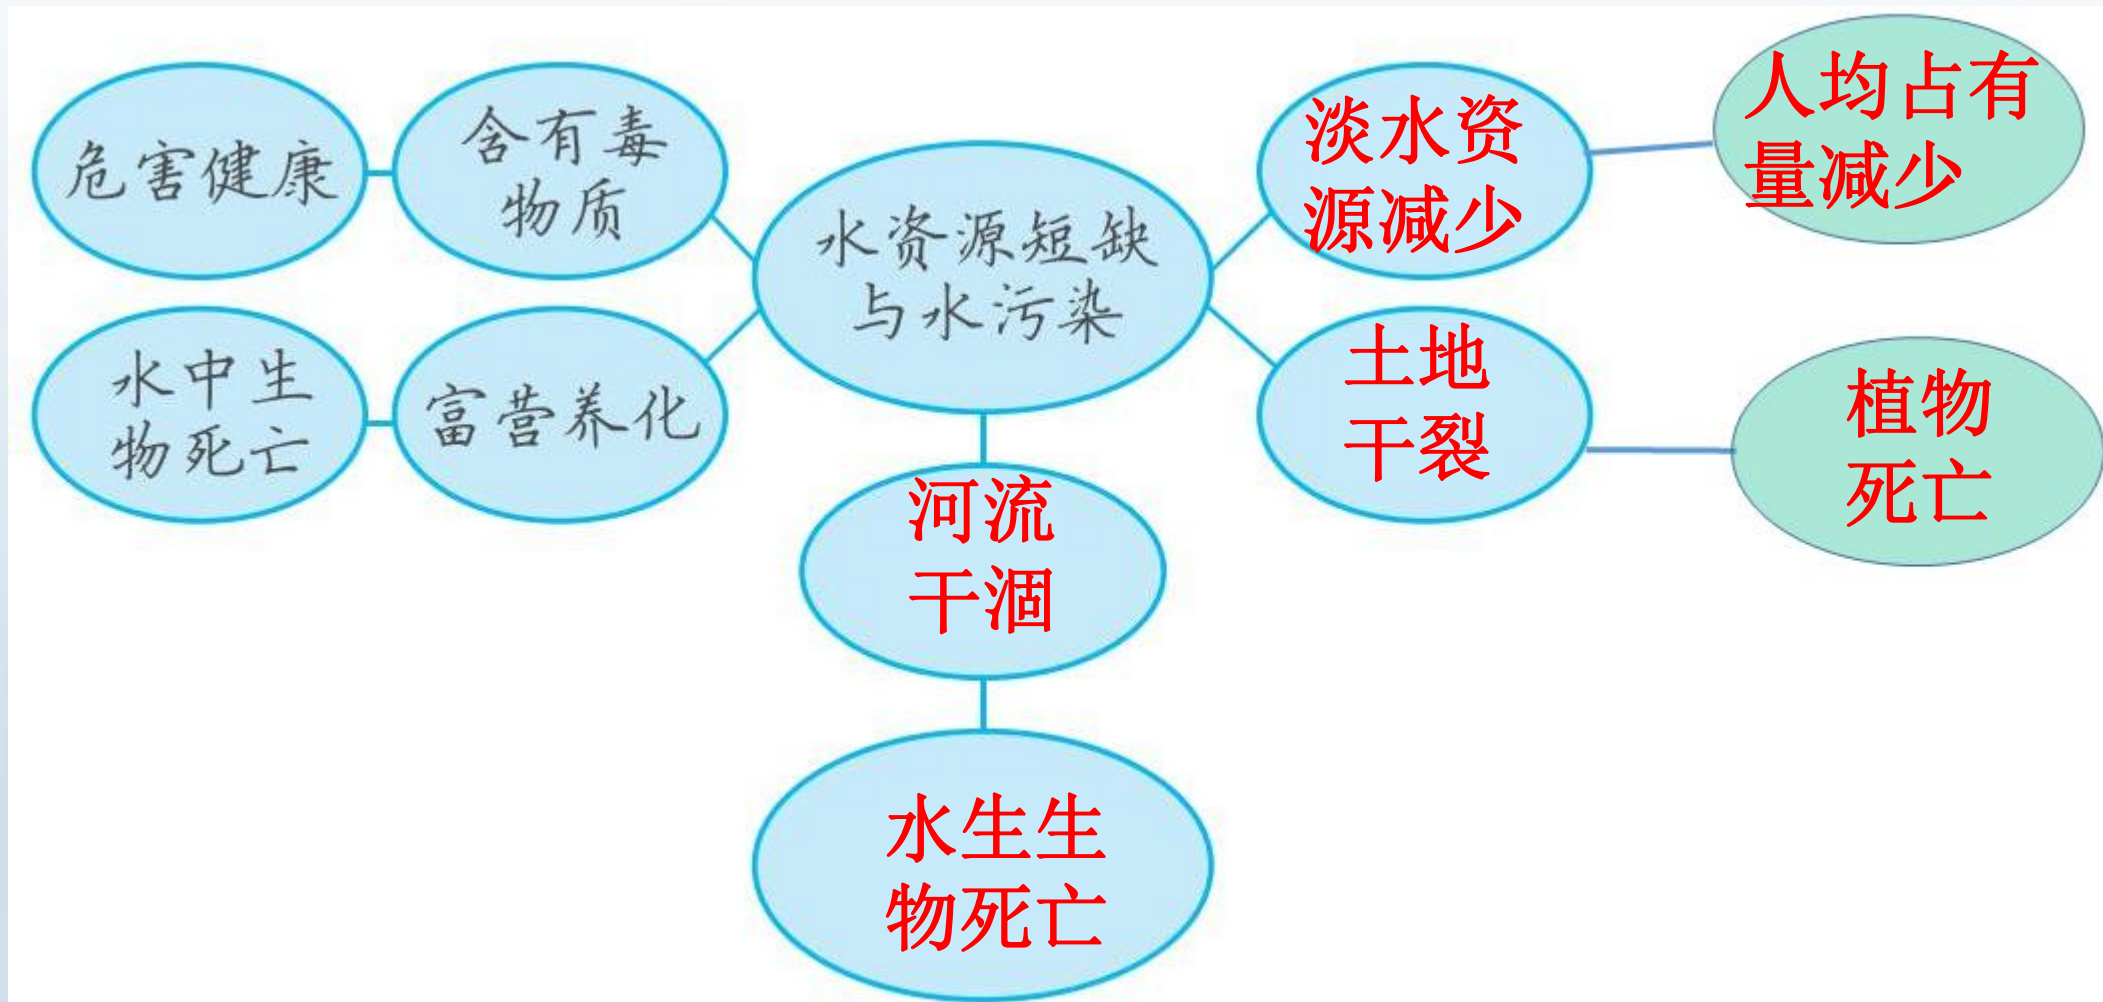 危害健康
含有毒
物质
水资源短缺
与水污染
淡水资
源减少
人均占有
量减少
水中生
物死亡
富营养化
土地
干裂
植物
死亡
河流
干涸
水生生
物死亡